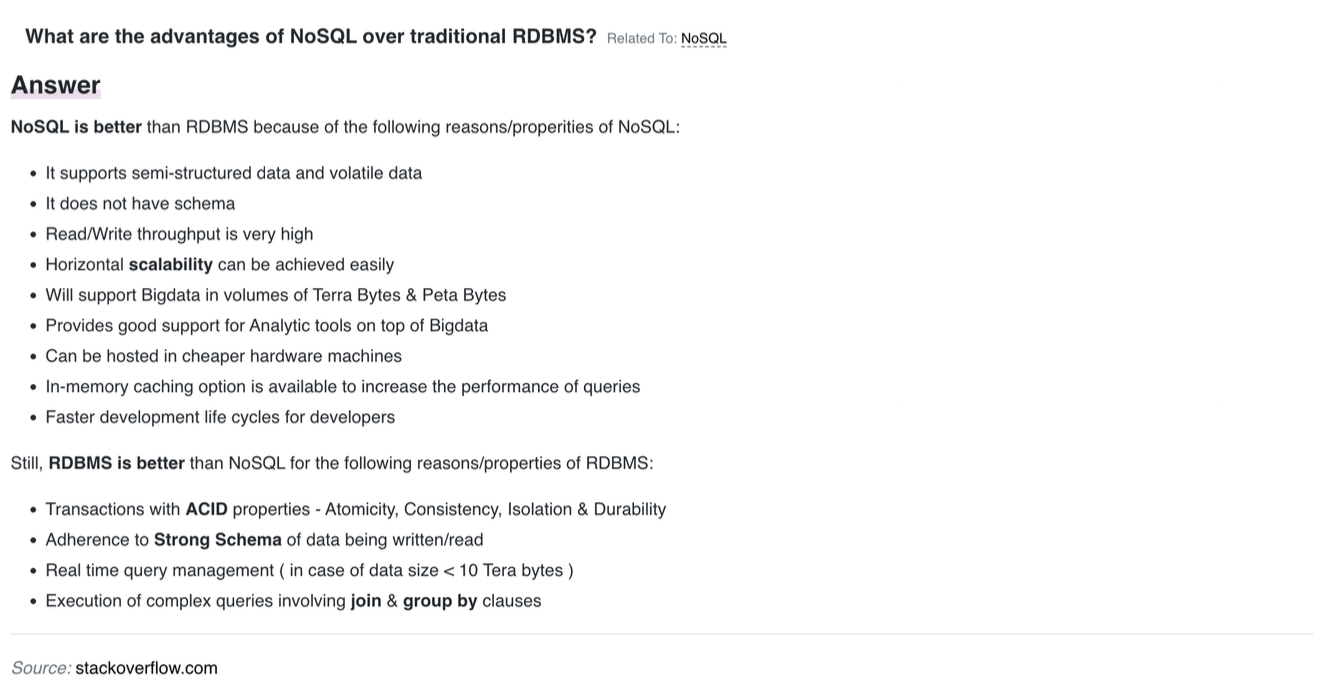 What are the advantages of NoSQL over traditional RDBMS? Related To: NoSQL
Answer
NoSQL is better than RDBMS because of the following reasons/properities of NoSQL:
• It supports semi-structured data and volatile data
• It does not have schema
• Read/Write throughput is very high
• Horizontal scalability can be achieved easily
• Will support Bigdata in volumes of Terra Bytes & Peta Bytes
• Provides good support for Analytic tools on top of Bigdata
• Can be hosted in cheaper hardware machines
• In-memory caching option is available to increase the performance of queries
• Faster development life cycles for developers
Still, RDBMS is better than NoSQL for the following reasons/properties of RDBMS:
• Transactions with ACID properties - Atomicity, Consistency, Isolation & Durability
• Adherence to Strong Schema of data being written/read
• Real time query management ( in case of data size < 10 Tera bytes )
• Execution of complex queries involving join & group by clauses
Source: stackoverflow.com